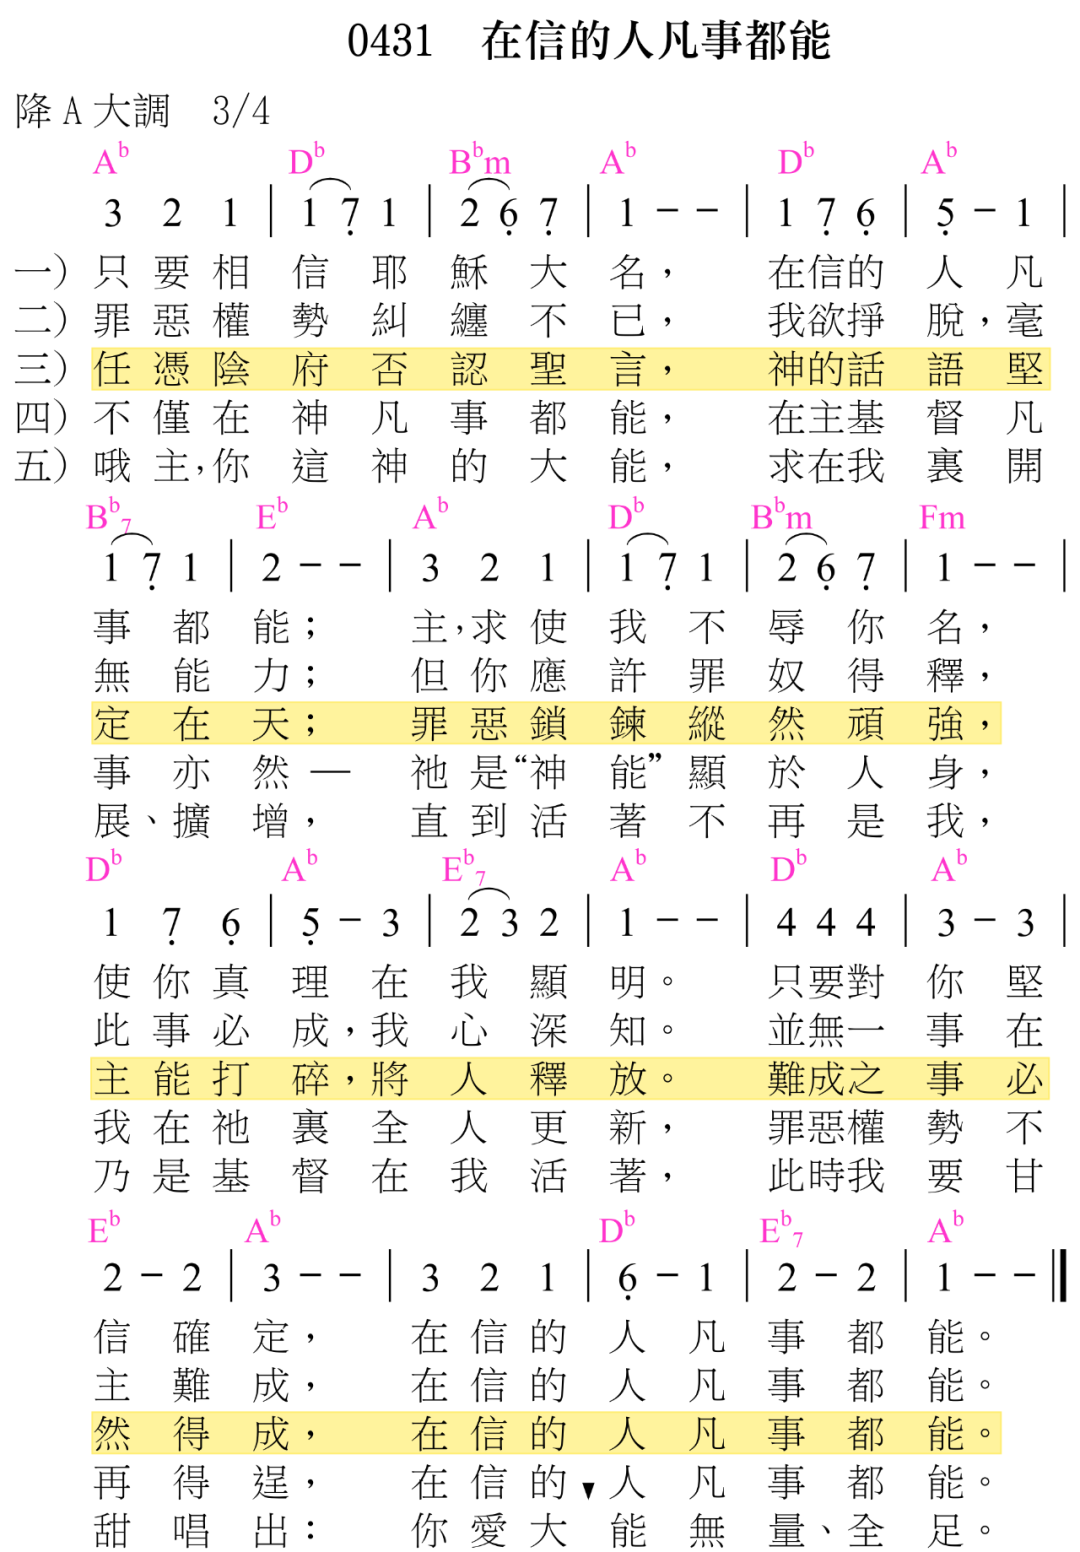 0431 在信的人凡事都能
降A大調 3/4
A♭ D♭ B♭m A♭ D♭ A♭
3 2 1 | 1 7̣ 1 | 2 6̣ 7̣ | 1 - - | 1 7̣ 6̣ | 5̣ - 1 |
一)只要相信耶穌大名，在信的人凡
二)罪惡權勢糾纏不已，我欲掙脫，毫
三)任憑陰府否認聖言，神的話語堅
四)不僅在神凡事都能，在主基督凡
五)哦主，你這神的大能，求在我裏開
B♭7 E♭ A♭ D♭ B♭m Fm
1 7̣ 1 | 2 - - | 3 2 1 | 1 7̣ 1 | 2 6̣ 7̣ | 1 - - |
事都能；主，求使我不辱你名，
無能力；但你應許罪奴得釋，
定在天；罪惡鎖鍊縱然頑強，
事亦然—祂是“神能”顯於人身，
展、擴增，直到活著不再是我，
D♭ A♭ E♭7 A♭ D♭ A♭
1 7̣ 6̣ | 5̣ - 3 | 2 3 2 | 1 - - | 4 4 4 | 3 - 3 |
使你真理在我顯明。只要對你堅
此事必成，我心深知。並無一事在
主能打碎，將人釋放。難成之事必
我在祂裏全人更新，罪惡權勢不
乃是基督在我活著，此時我要甘
E♭ A♭ D♭ E♭7 A♭
2 - 2 | 3 - - | 3 2 1 | 6̣ - 1 | 2 - 2 | 1 - - ‖
信確定，在信的人凡事都能。
主難成，在信的人凡事都能。
然得成，在信的人凡事都能。
再得逞，在信的▼人凡事都能。
甜唱出：你愛大能無量、全足。